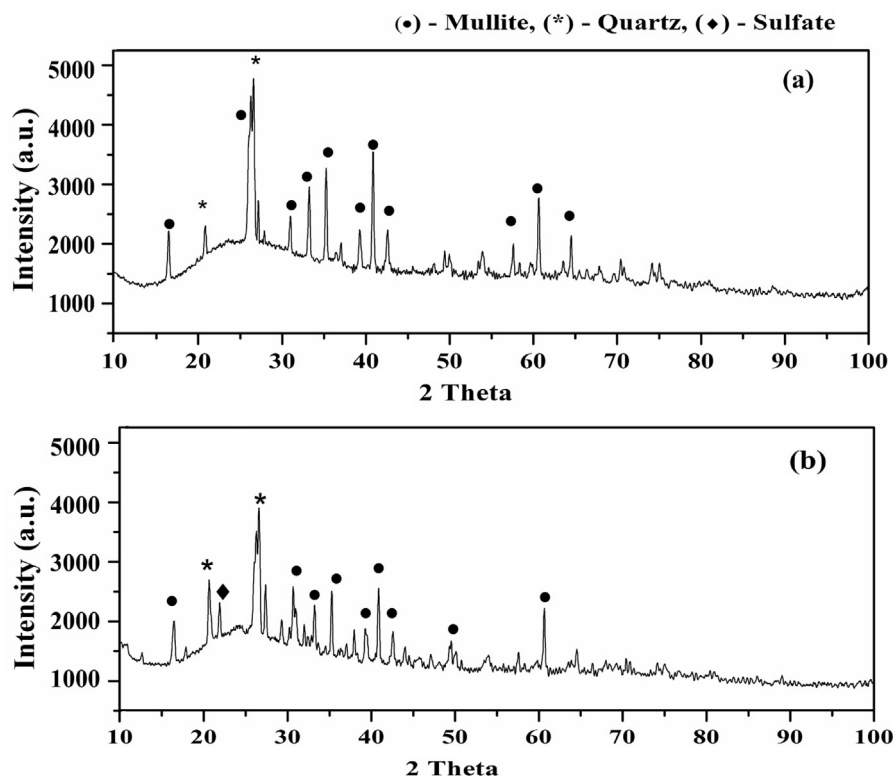 (●) - Mullite, (*) - Quartz, (◆) - Sulfate
(a)
Intensity (a.u.)
5000
4000
3000
2000
1000
10 20 30 40 50 60 70 80 90 100
2 Theta
(b)
Intensity (a.u.)
5000
4000
3000
2000
1000
10 20 30 40 50 60 70 80 90 100
2 Theta